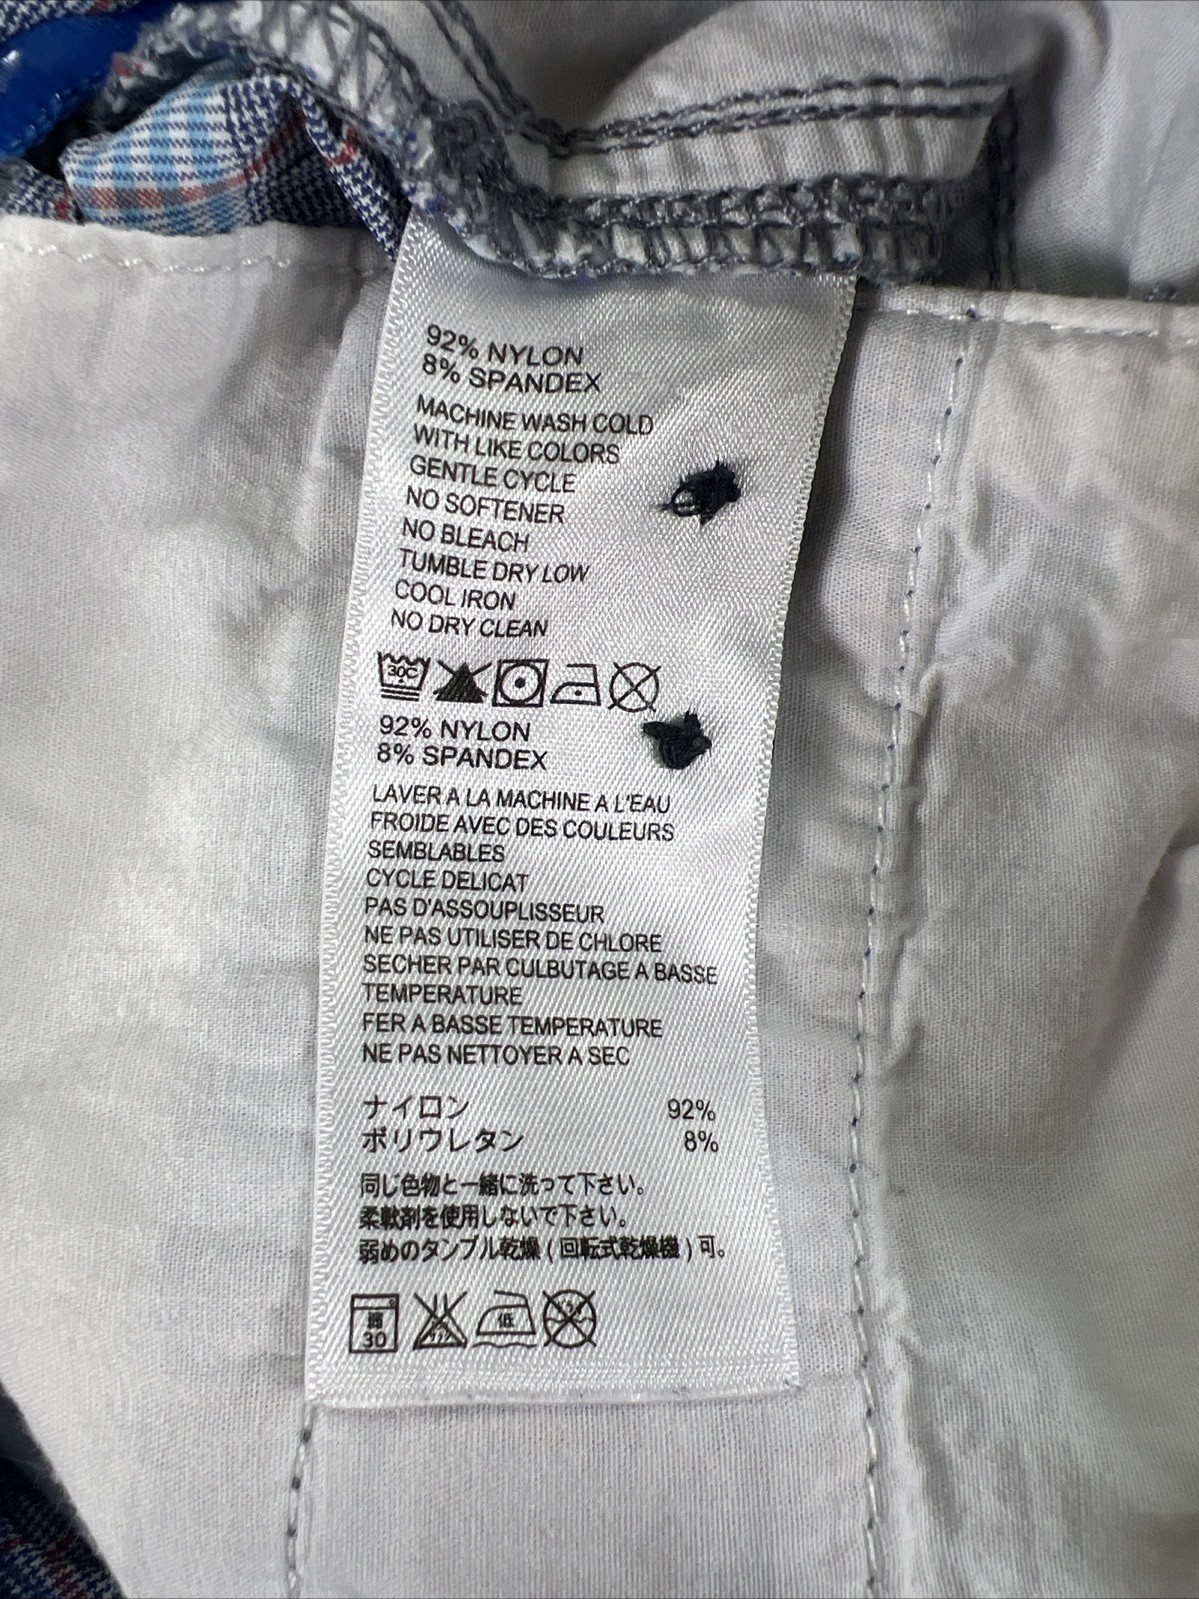 92% NYLON
8% SPANDEX
MACHINE WASH COLD
WITH LIKE COLORS
GENTLE CYCLE
NO SOFTENER
NO BLEACH
TUMBLE DRY LOW
COOL IRON
NO DRY CLEAN
30C
92% NYLON
8% SPANDEX
LAVER A LA MACHINE A L'EAU
FROIDE AVEC DES COULEURS
SEMBLABLES
CYCLE DELICAT
PAS D'ASSOUPLISSEUR
NE PAS UTILISER DE CHLORE
SECHER PAR CULBUTAGE A BASSE
TEMPERATURE
FER A BASSE TEMPERATURE
NE PAS NETTOYER A SEC
ナイロン 92%
ポリウレタン 8%
同じ色物と一緒に洗って下さい。
柔軟剤を使用しないで下さい。
弱めのタンブル乾燥(回転式乾燥機)可。
30 低